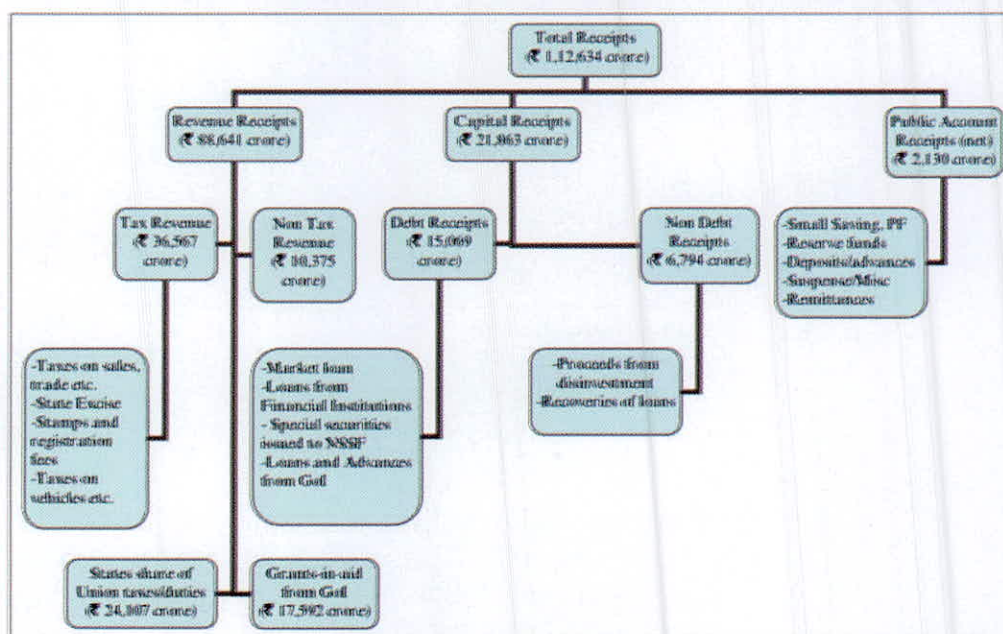 Total Receipts
(₹ 1,12,634 crore)
Revenue Receipts
(₹ 88,641 crore)
Capital Receipts
(₹ 21,863 crore)
Public Account
Receipts (net)
(₹ 2,130 crore)
Tax Revenue
(₹ 36,567
crore)
Non Tax
Revenue
(₹ 10,375
crore)
Debt Receipts
(₹ 15,069
crore)
Non Debt
Receipts
(₹ 6,794 crore)
-Small Saving, PF
-Reserve funds
-Deposits/advances
-Suspense/Misc
-Remittances
-Taxes on sales,
trade etc.
-State Excise
-Stamps and
registration
fees
-Taxes on
vehicles etc.
-Market loan
-Loans from
Financial Institutions
- Special securities
issued to NSSF
-Loans and Advances
from GoI
-Proceeds from
disinvestment
-Recoveries of loans
States share of
Union taxes/duties
(₹ 24,107 crore)
Grants-in-aid
from GoI
(₹ 17,592 crore)